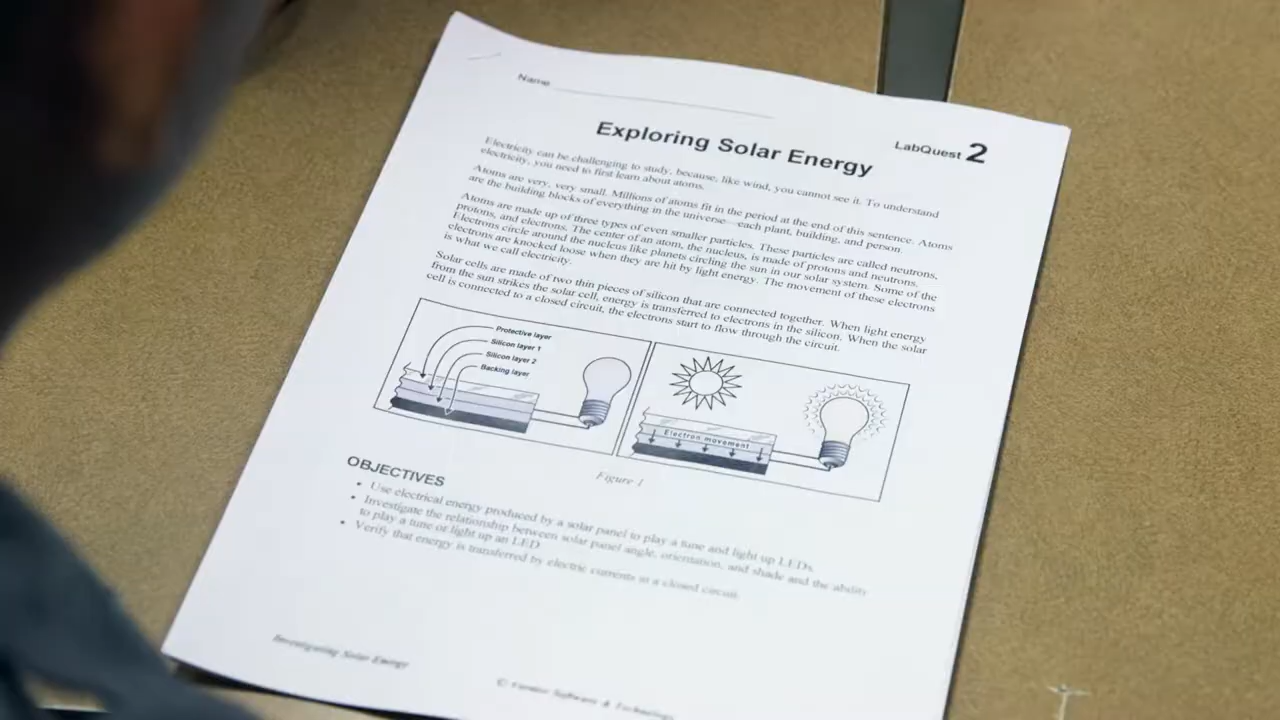 Name
Exploring Solar Energy
LabQuest 2
Electricity can be challenging to study, because, like wind, you cannot see it. To understand
electricity, you need to first learn about atoms.
Atoms are very, very small. Millions of atoms fit in the period at the end of this sentence. Atoms
are the building blocks of everything in the universe—each plant, building, and person.
Atoms are made up of three types of even smaller particles. These particles are called neutrons,
protons, and electrons. The center of an atom, the nucleus, is made of protons and neutrons.
Electrons circle around the nucleus like planets circling the sun in our solar system. Some of the
electrons are knocked loose when they are hit by light energy. The movement of these electrons
is what we call electricity.
Solar cells are made of two thin pieces of silicon that are connected together. When light energy
from the sun strikes the solar cell, energy is transferred to electrons in the silicon. When the solar
cell is connected to a closed circuit, the electrons start to flow through the circuit.
Protective layer
Silicon layer 1
Silicon layer 2
Backing layer
Electron movement
Figure 1
OBJECTIVES
• Use electrical energy produced by a solar panel to play a tune and light up LEDs.
• Investigate the relationship between solar panel angle, orientation, and shade and the ability
to play a tune or light up an LED
• Verify that energy is transferred by electric currents in a closed circuit.
Investigating Solar Energy
© Vernier Software & Technology